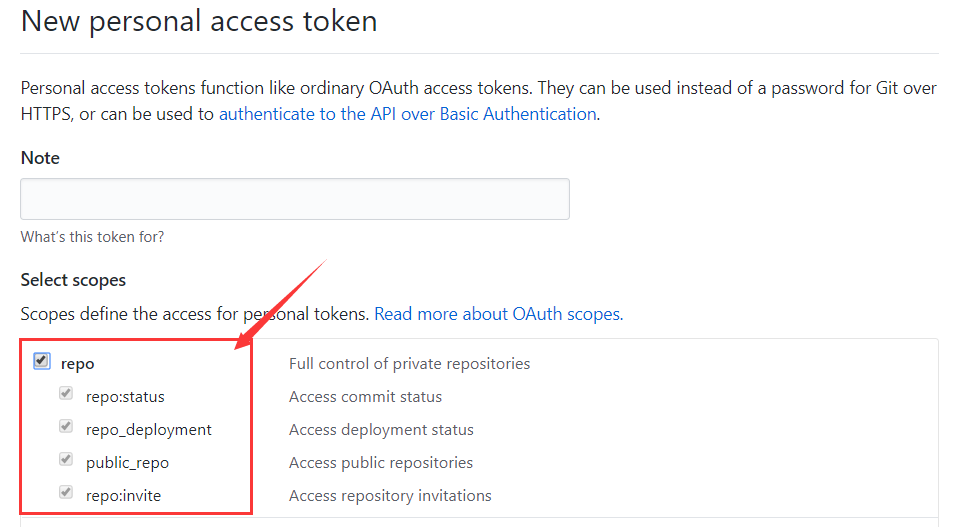 New personal access token
Personal access tokens function like ordinary OAuth access tokens. They can be used instead of a password for Git over
HTTPS, or can be used to authenticate to the API over Basic Authentication.
Note
What's this token for?
Select scopes
Scopes define the access for personal tokens. Read more about OAuth scopes.
repo Full control of private repositories
repo:status Access commit status
repo_deployment Access deployment status
public_repo Access public repositories
repo:invite Access repository invitations